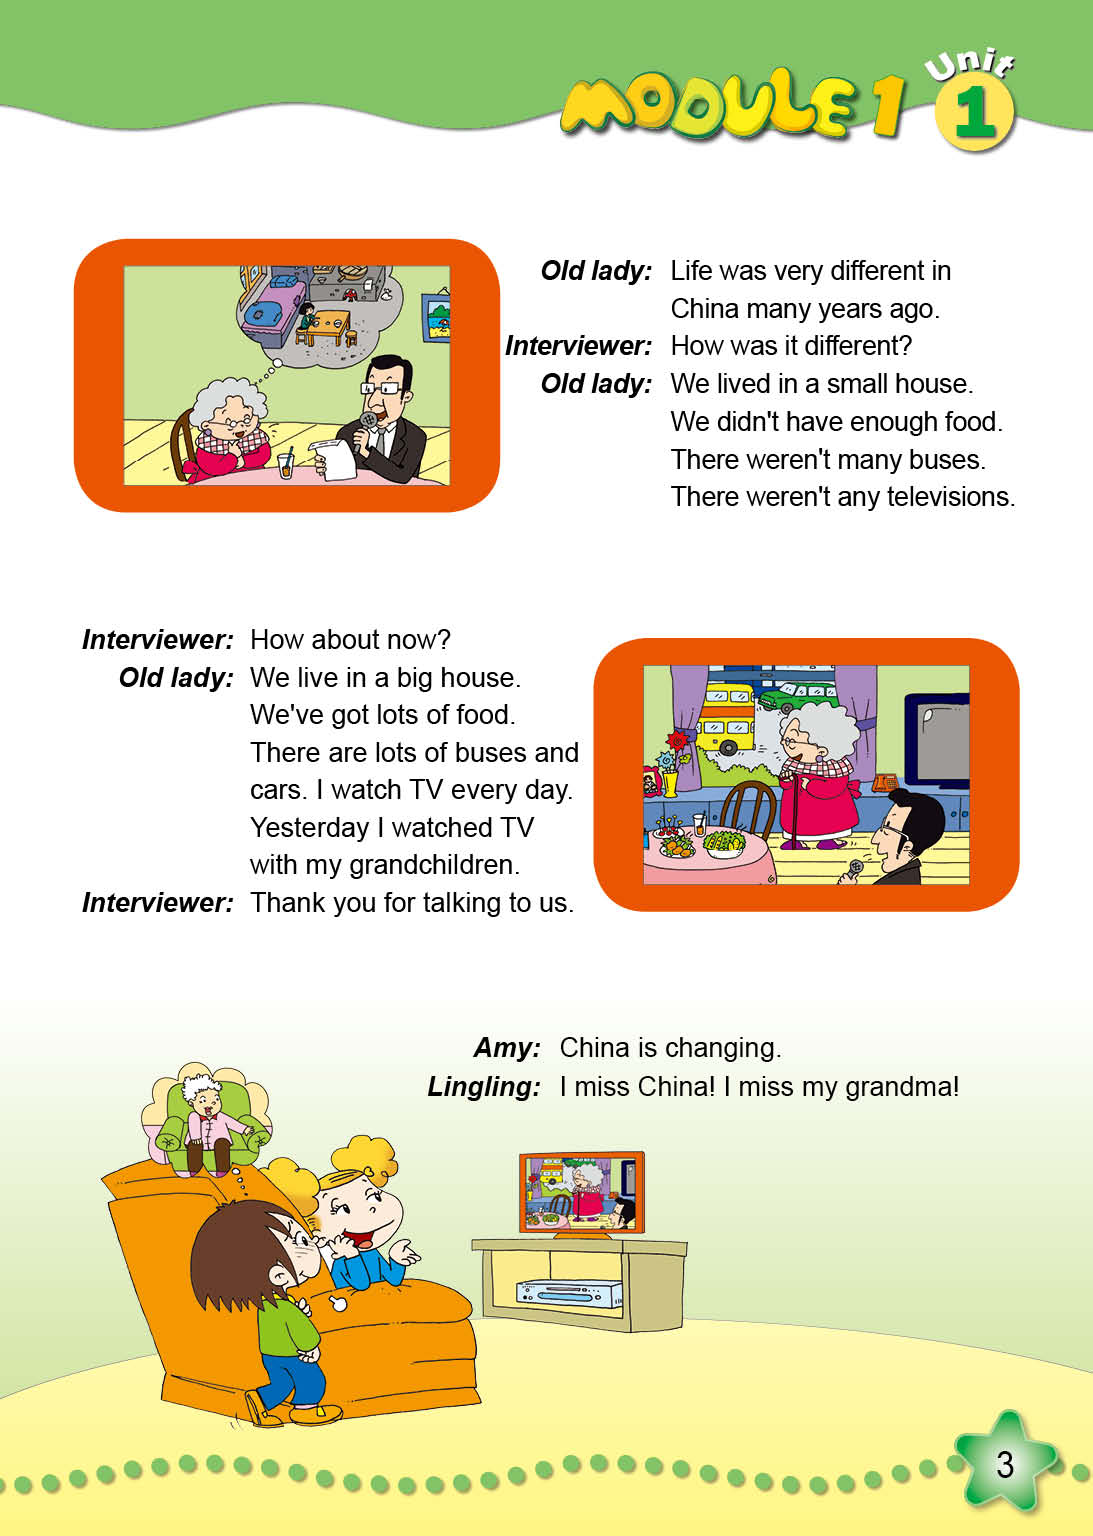 MODULE 1 Unit 1
Old lady: Life was very different in
China many years ago.
Interviewer: How was it different?
Old lady: We lived in a small house.
We didn't have enough food.
There weren't many buses.
There weren't any televisions.
Interviewer: How about now?
Old lady: We live in a big house.
We've got lots of food.
There are lots of buses and
cars. I watch TV every day.
Yesterday I watched TV
with my grandchildren.
Interviewer: Thank you for talking to us.
Amy: China is changing.
Lingling: I miss China! I miss my grandma!
3